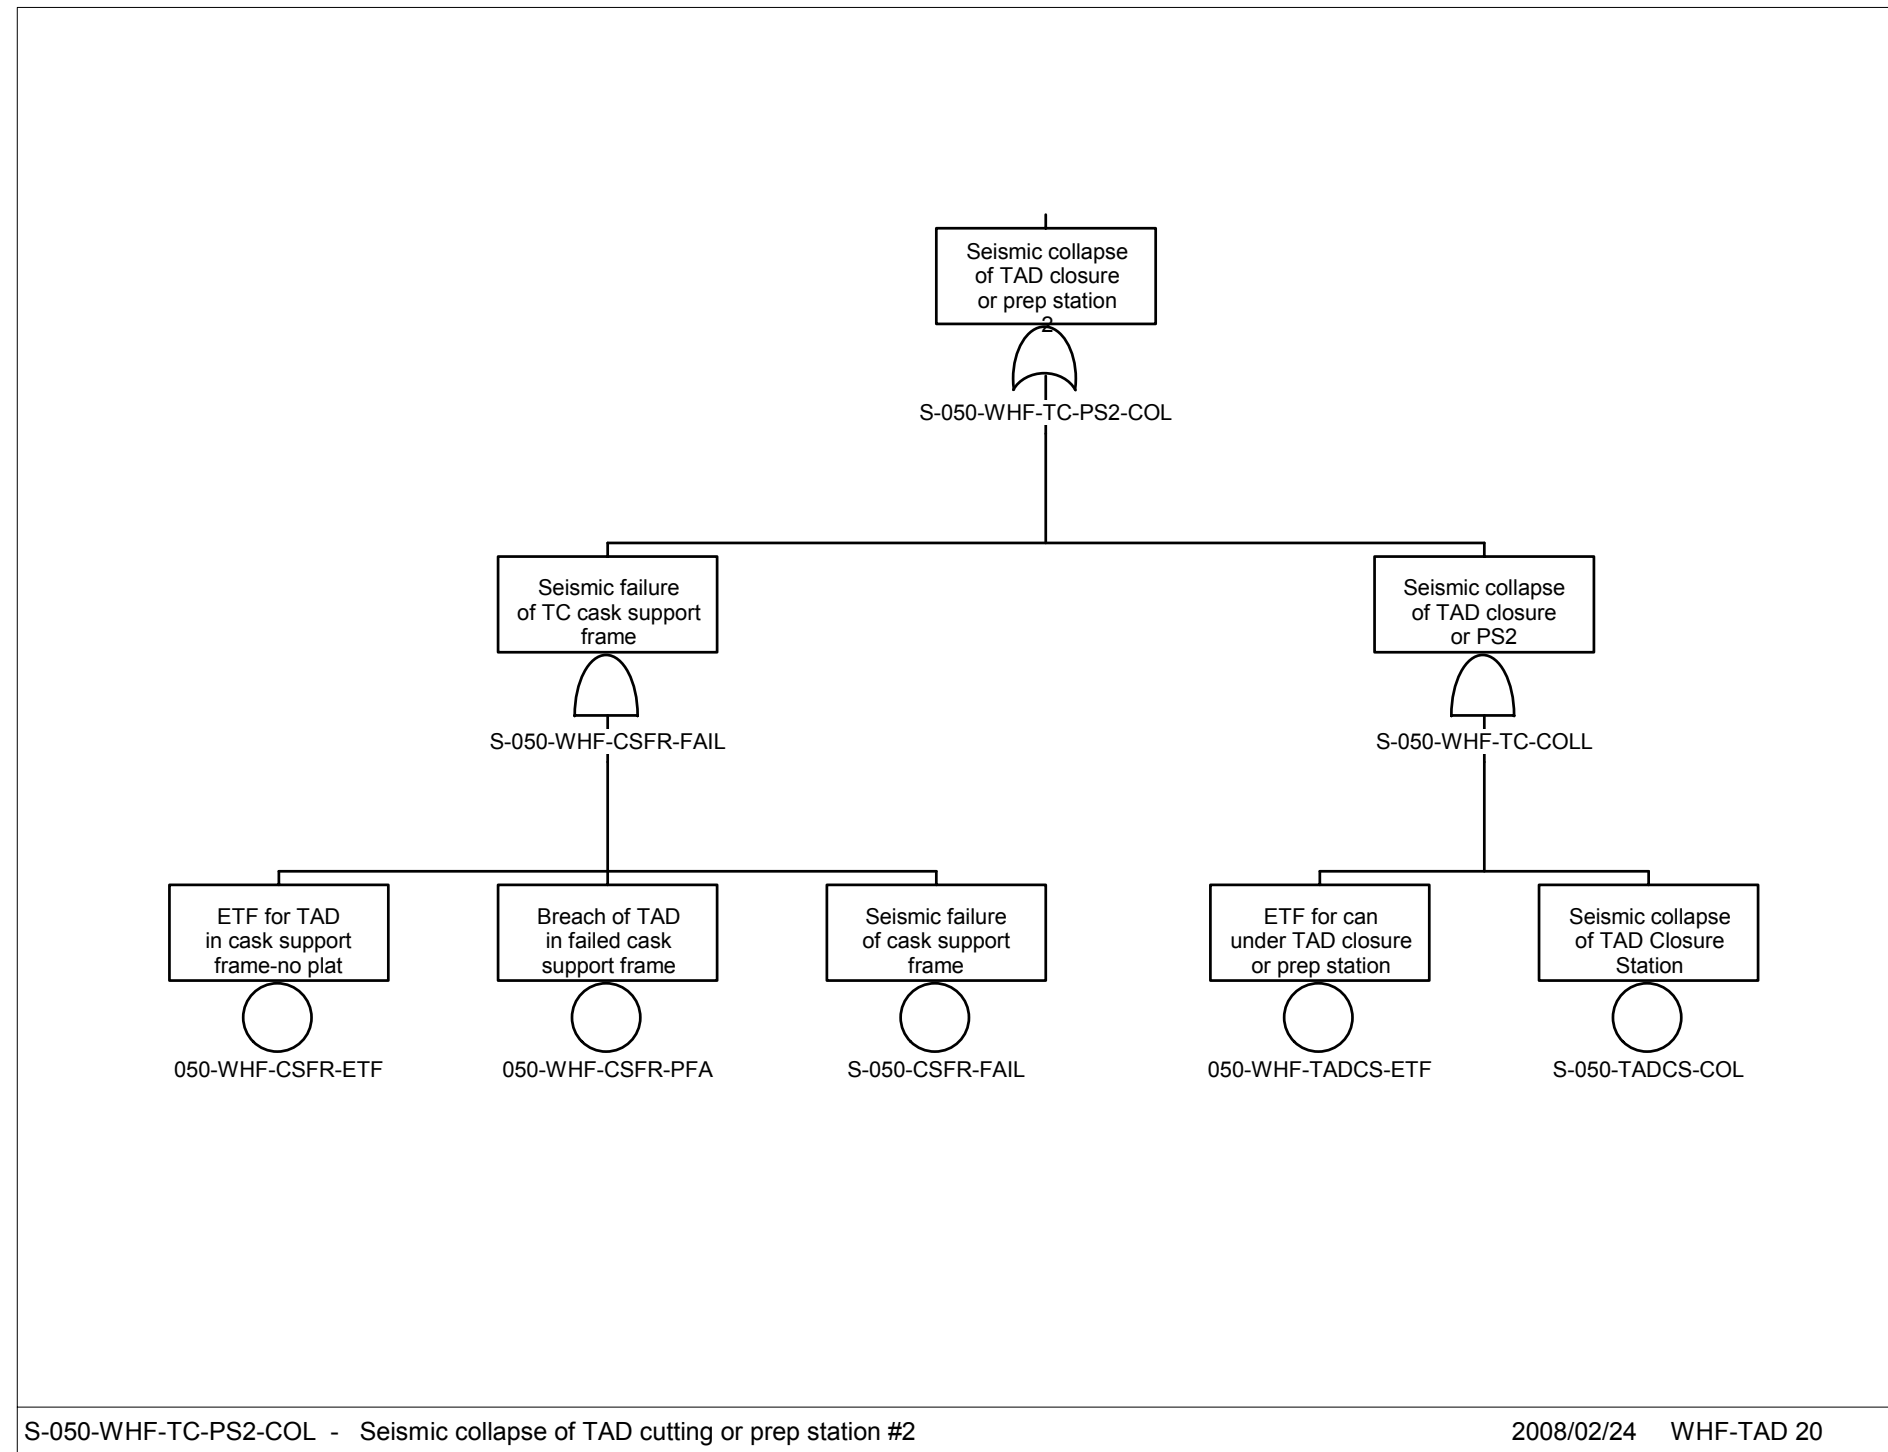 Seismic collapse
of TAD closure
or prep station
2
S-050-WHF-TC-PS2-COL
Seismic failure
of TC cask support
frame
S-050-WHF-CSFR-FAIL
Seismic collapse
of TAD closure
or PS2
S-050-WHF-TC-COLL
ETF for TAD
in cask support
frame-no plat
050-WHF-CSFR-ETF
Breach of TAD
in failed cask
support frame
050-WHF-CSFR-PFA
Seismic failure
of cask support
frame
S-050-CSFR-FAIL
ETF for can
under TAD closure
or prep station
050-WHF-TADCS-ETF
Seismic collapse
of TAD Closure
Station
S-050-TADCS-COL
S-050-WHF-TC-PS2-COL - Seismic collapse of TAD cutting or prep station #2 2008/02/24 WHF-TAD 20